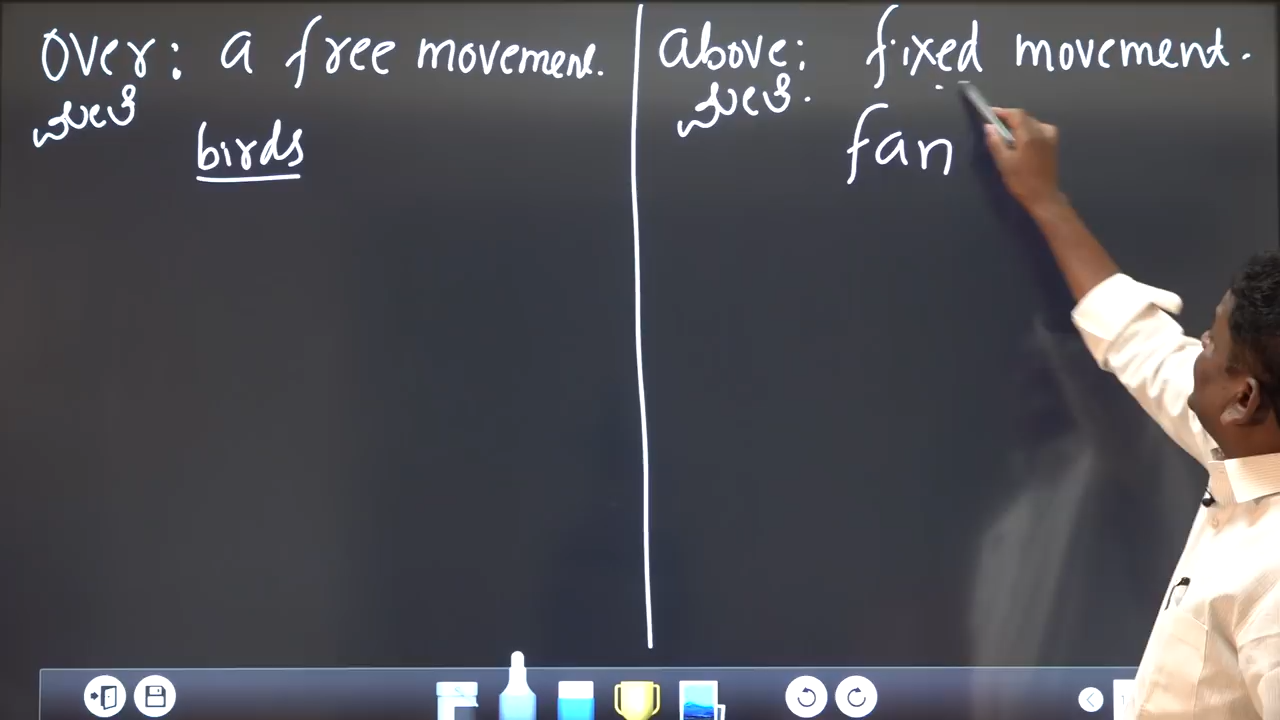 Over: a free movement.
birds
above: fixed movement.
fan